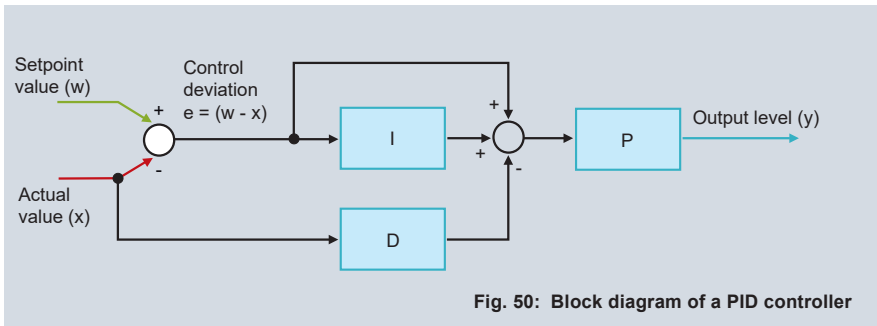 Setpoint
value (w)
Control
deviation
e = (w - x)
+
-
Actual
value (x)
I
D
+
+
-
P
Output level (y)
Fig. 50: Block diagram of a PID controller